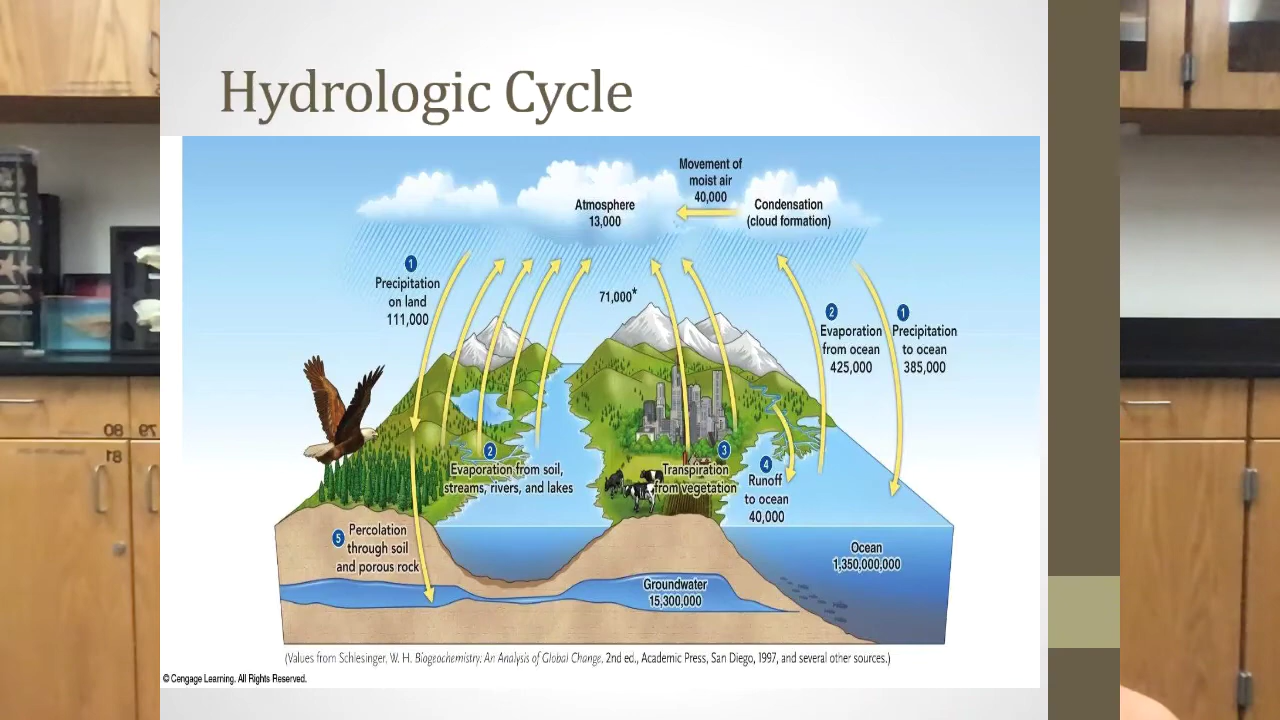 Hydrologic Cycle
Movement of
moist air
40,000
Atmosphere
13,000
Condensation
(cloud formation)
1
Precipitation
on land
111,000
71,000*
2
Evaporation
from ocean
425,000
1
Precipitation
to ocean
385,000
2
Evaporation from soil,
streams, rivers, and lakes
3
Transpiration
from vegetation
4
Runoff
to ocean
40,000
5
Percolation
through soil
and porous rock
Ocean
1,350,000,000
Groundwater
15,300,000
(Values from Schlesinger, W. H. Biogeochemistry: An Analysis of Global Change. 2nd ed., Academic Press, San Diego, 1997, and several other sources.)
© Cengage Learning. All Rights Reserved.
80
79
81